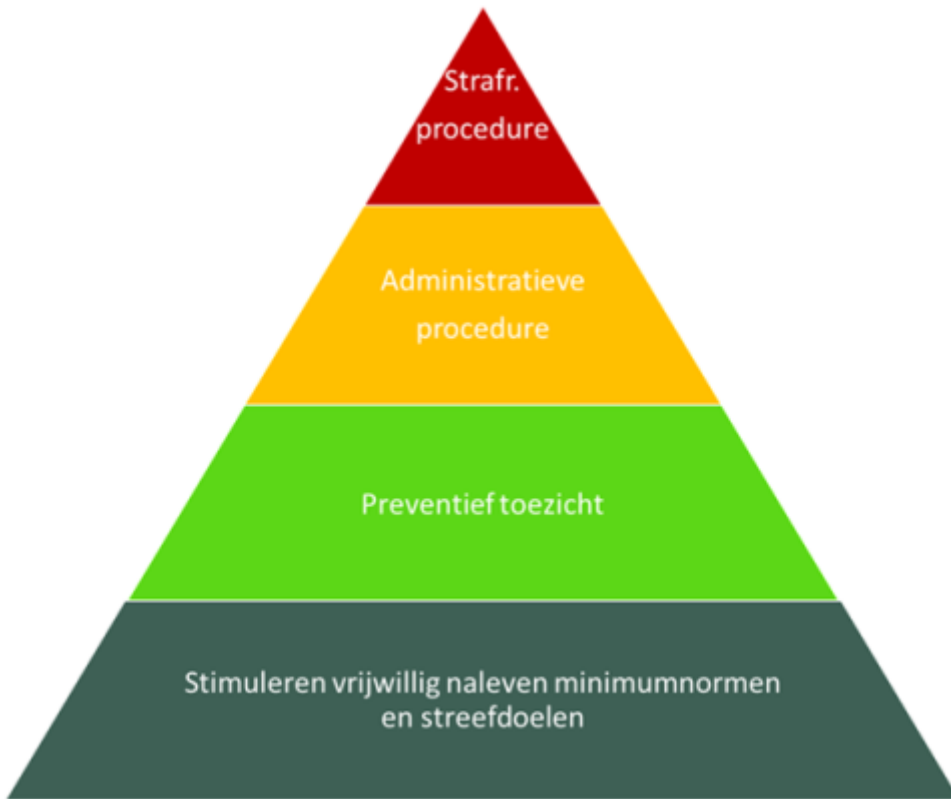 Strafr.
procedure
Administratieve
procedure
Preventief toezicht
Stimuleren vrijwillig naleven minimumnormen
en streefdoelen